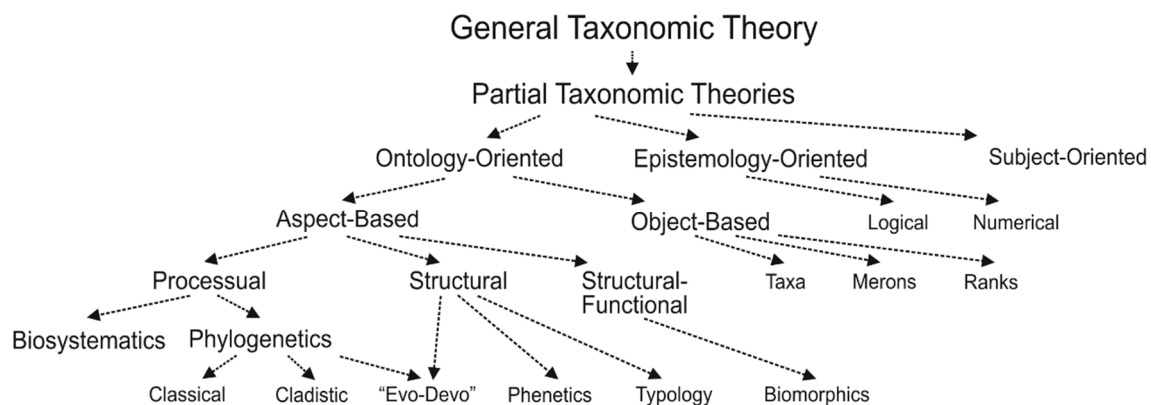 General Taxonomic Theory
Partial Taxonomic Theories
Ontology-Oriented
Epistemology-Oriented
Subject-Oriented
Aspect-Based
Object-Based
Logical
Numerical
Processual
Structural
Structural-
Functional
Taxa
Merons
Ranks
Biosystematics
Phylogenetics
Classical
Cladistic
“Evo-Devo”
Phenetics
Typology
Biomorphics